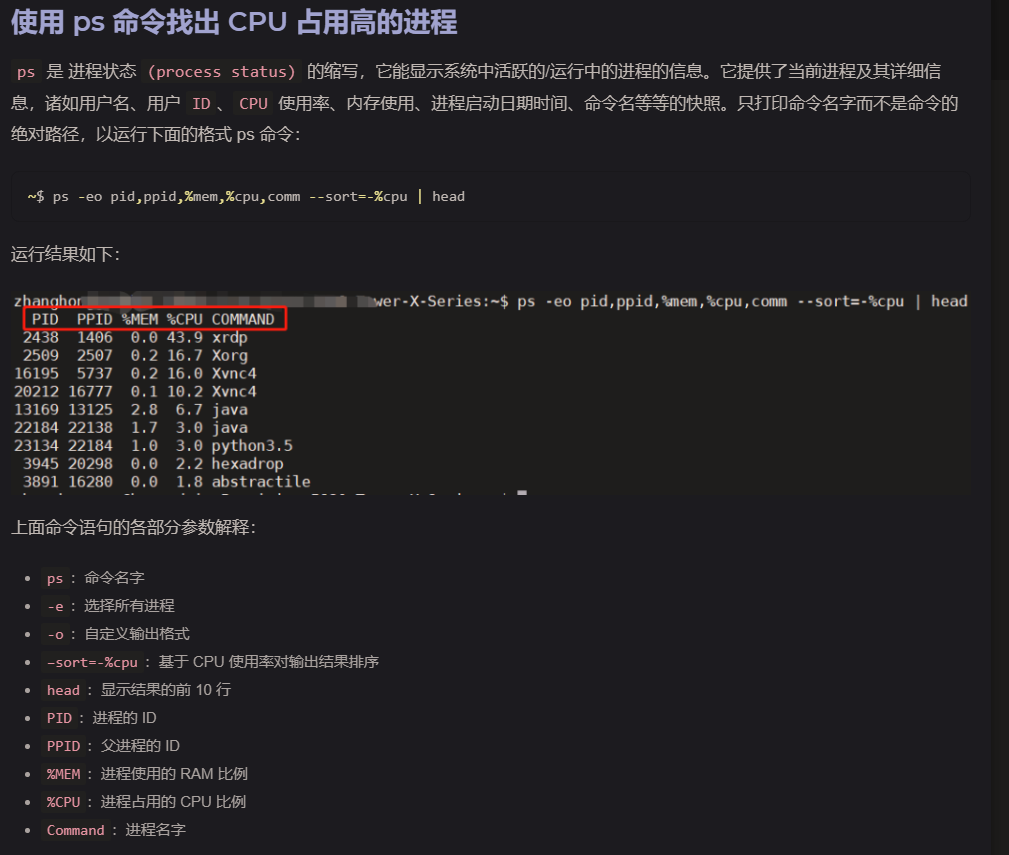 使用 ps 命令找出 CPU 占用高的进程
ps 是 进程状态 (process status) 的缩写，它能显示系统中活跃的/运行中的进程的信息。它提供了当前进程及其详细信
息，诸如用户名、用户 ID 、 CPU 使用率、内存使用、进程启动日期时间、命令名等等的快照。只打印命令名字而不是命令的
绝对路径，以运行下面的格式 ps 命令：
~$ ps -eo pid,ppid,%mem,%cpu,comm --sort=-%cpu | head
运行结果如下：
zhanghon wer-X-Series:~$ ps -eo pid,ppid,%mem,%cpu,comm --sort=-%cpu | head
PID PPID %MEM %CPU COMMAND
2438 1406 0.0 43.9 xrdp
2509 2507 0.2 16.7 Xorg
16195 5737 0.2 16.0 Xvnc4
20212 16777 0.1 10.2 Xvnc4
13169 13125 2.8 6.7 java
22184 22138 1.7 3.0 java
23134 22184 1.0 3.0 python3.5
3945 20298 0.0 2.2 hexadrop
3891 16280 0.0 1.8 abstractile
上面命令语句的各部分参数解释：
• ps ：命令名字
• -e ：选择所有进程
• -o ：自定义输出格式
• –sort=-%cpu ：基于 CPU 使用率对输出结果排序
• head ：显示结果的前 10 行
• PID ：进程的 ID
• PPID ：父进程的 ID
• %MEM ：进程使用的 RAM 比例
• %CPU ：进程占用的 CPU 比例
• Command ：进程名字